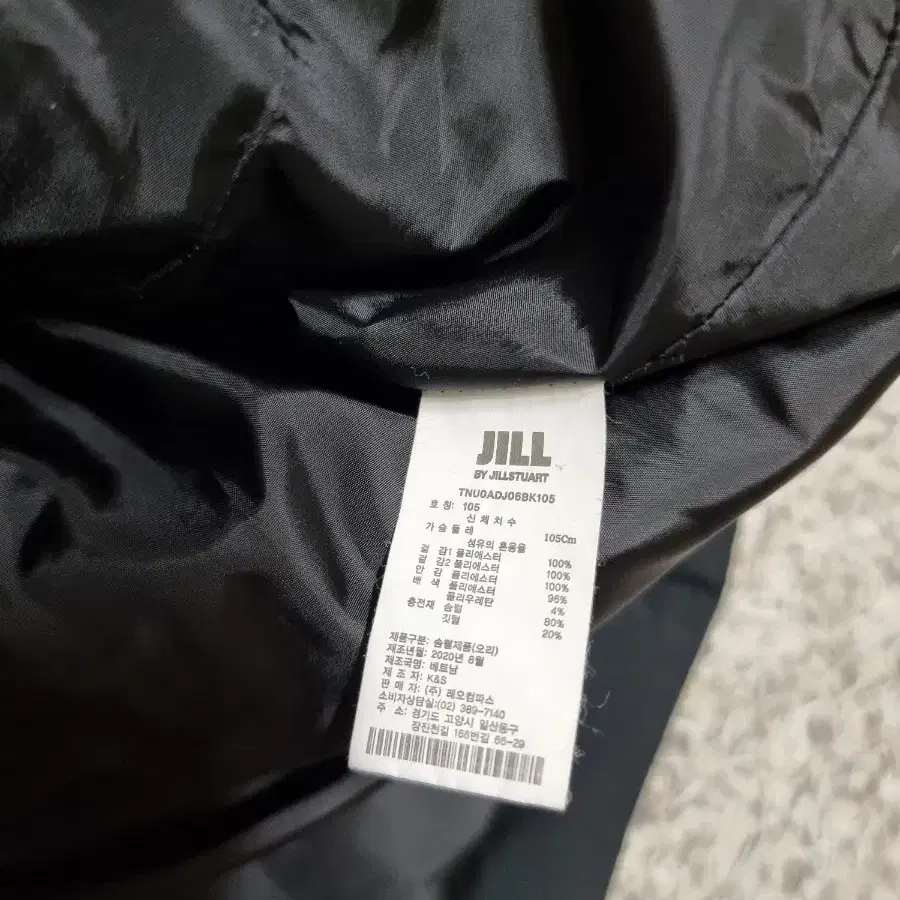 JILL
BY JILLSTUART
TNU0ADJ06BK105
호 칭: 105
신 체 치 수
가 슴 둘 레 105Cm
섬유의 혼용율
겉 감1 폴리에스터 100%
겉 감2 폴리에스터 100%
안 감 폴리에스터 100%
배 색 폴리에스터 96%
폴리우레탄 4%
충전재 솜털 80%
깃털 20%
제품구분: 솜털제품(오리)
제조년월: 2020년 8월
제조국명: 베트남
제 조 자: K&S
판 매 자: (주) 레오컴퍼스
소비자상담실:(02) 389-7140
주 소: 경기도 고양시 일산동구
장진천길 166번길 66-29